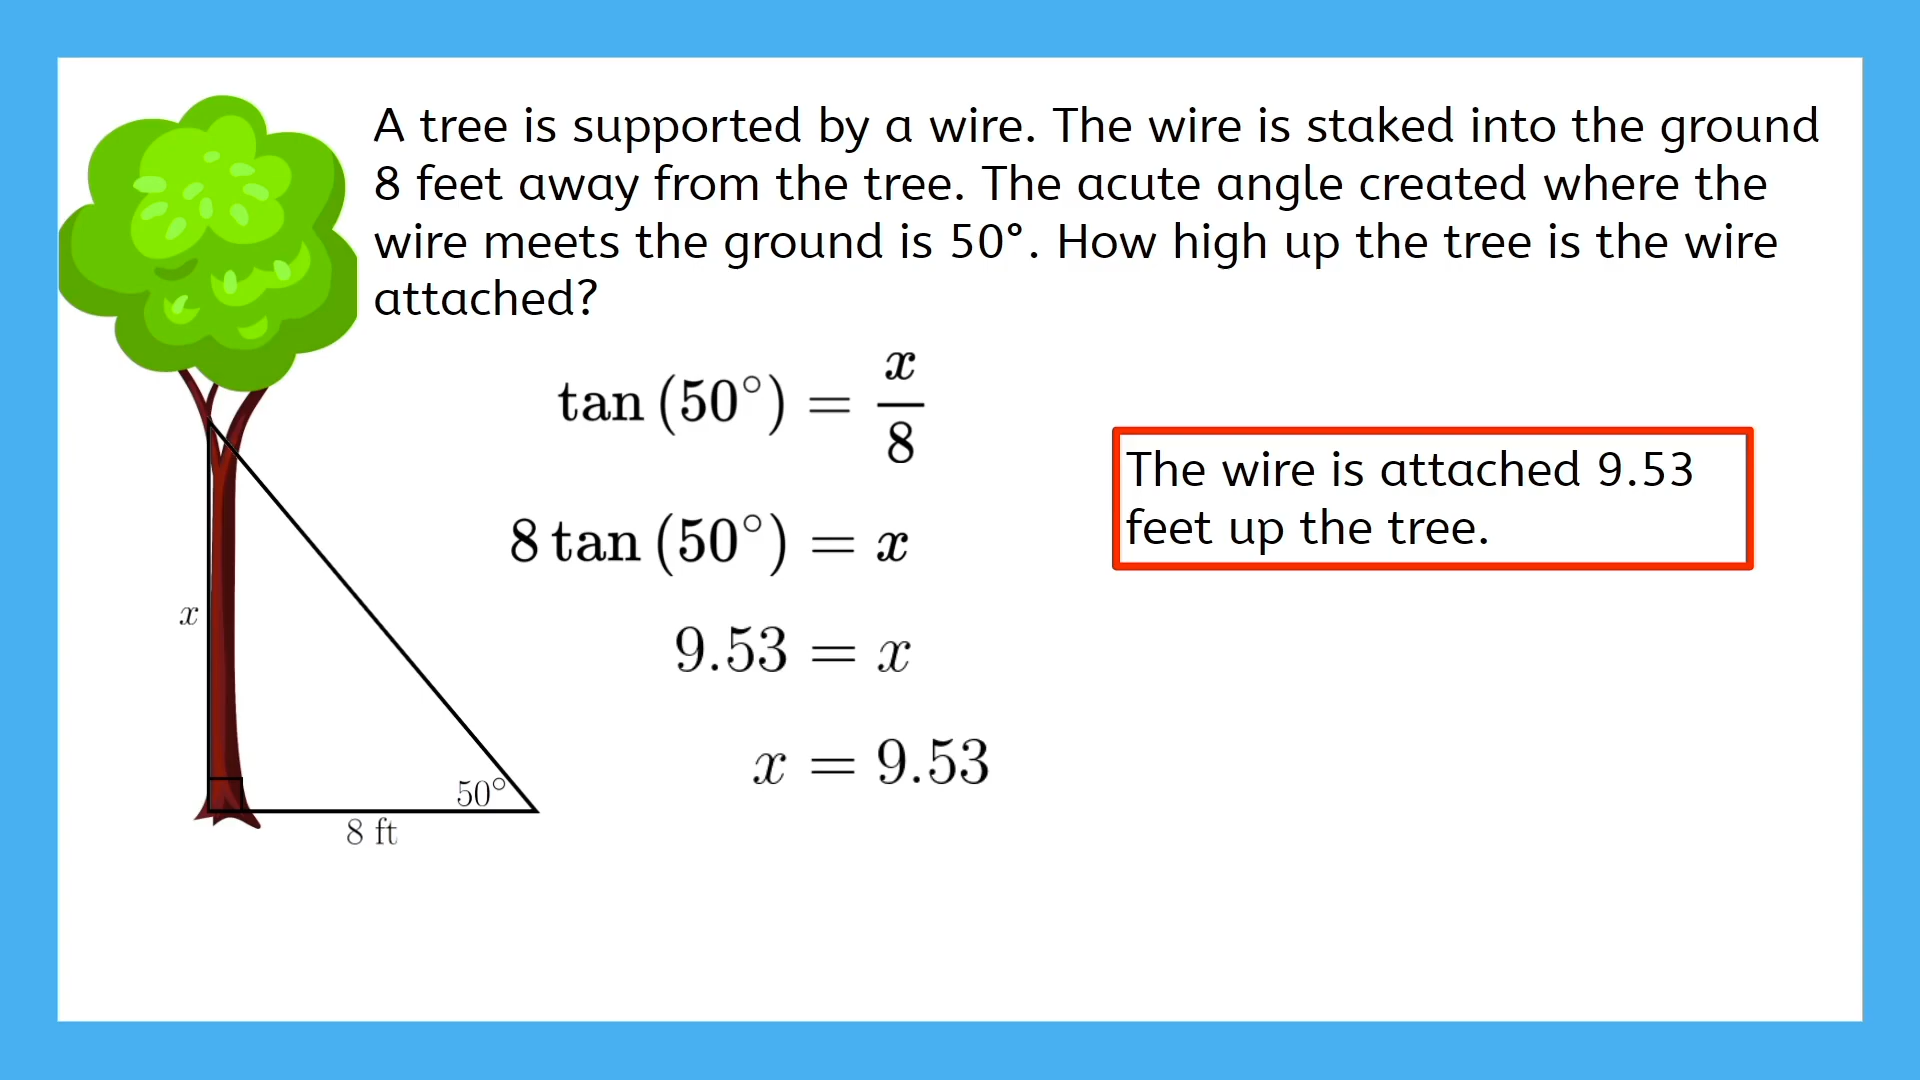 A tree is supported by a wire. The wire is staked into the ground
8 feet away from the tree. The acute angle created where the
wire meets the ground is 50°. How high up the tree is the wire
attached?
tan (50°) = x/8
8 tan (50°) = x
9.53 = x
x = 9.53
The wire is attached 9.53
feet up the tree.
x
50°
8 ft